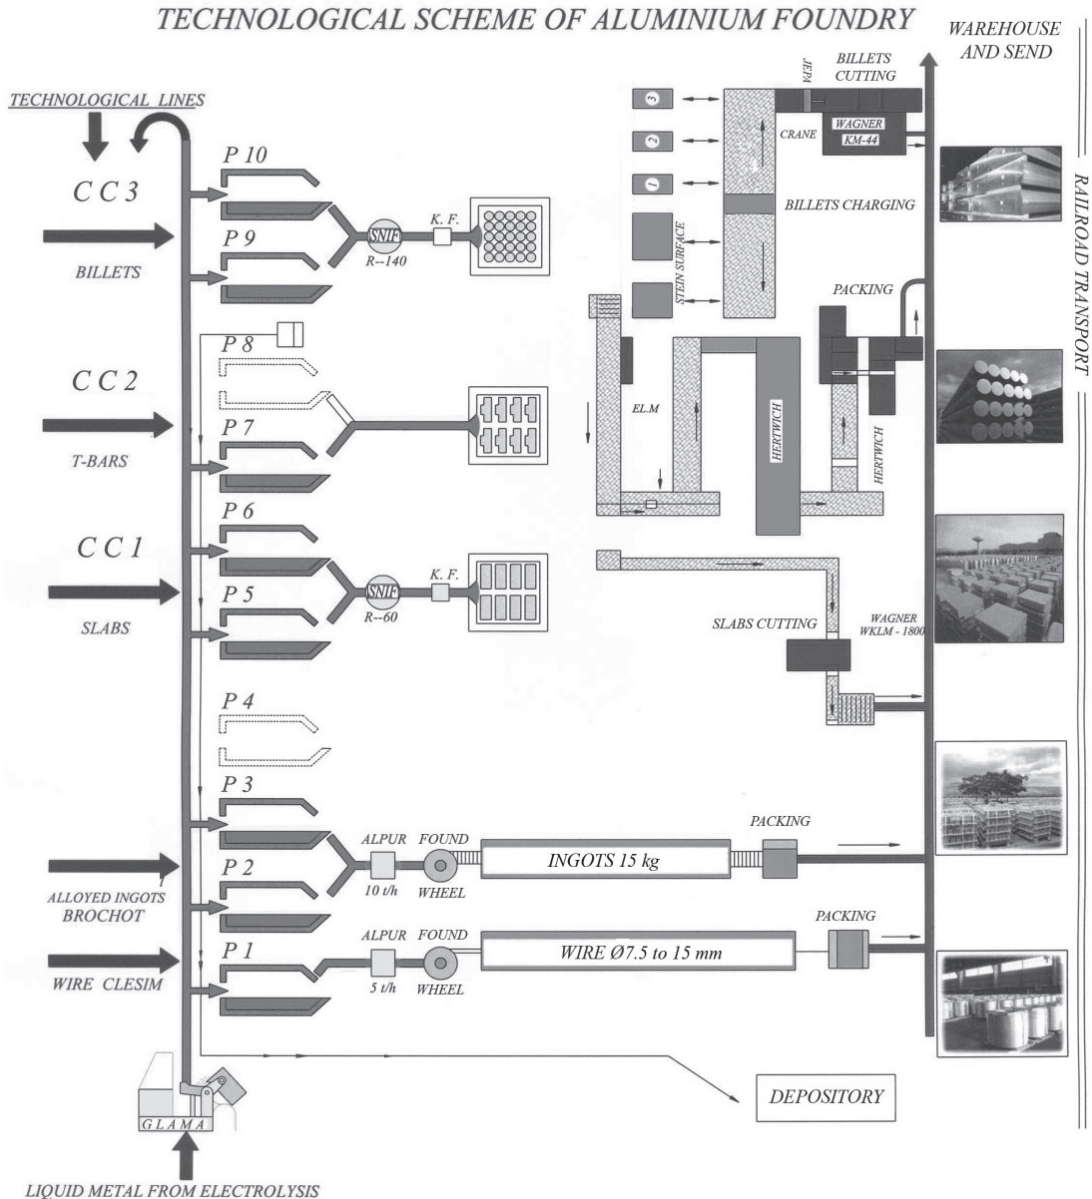 TECHNOLOGICAL SCHEME OF ALUMINIUM FOUNDRY
WAREHOUSE
AND SEND
TECHNOLOGICAL LINES
CC3
BILLETS
P 10
P 9
SNIF
R--140
K. F.
3
2
1
STEIN SURFACE
JEPA
CRANE
BILLETS
CUTTING
WAGNER
KM-44
BILLETS CHARGING
PACKING
RAILROAD TRANSPORT
CC2
T-BARS
P 8
P 7
EL.M
HERTWICH
HERTWICH
CC1
SLABS
P 6
P 5
SNIF
R--60
K. F.
SLABS CUTTING
WAGNER
WKLM - 1800
P 4
P 3
P 2
ALLOYED INGOTS
BROCHOT
ALPUR
10 t/h
FOUND
WHEEL
INGOTS 15 kg
PACKING
P 1
WIRE CLESIM
ALPUR
5 t/h
FOUND
WHEEL
WIRE Ø7.5 to 15 mm
PACKING
DEPOSITORY
GLAMA
LIQUID METAL FROM ELECTROLYSIS